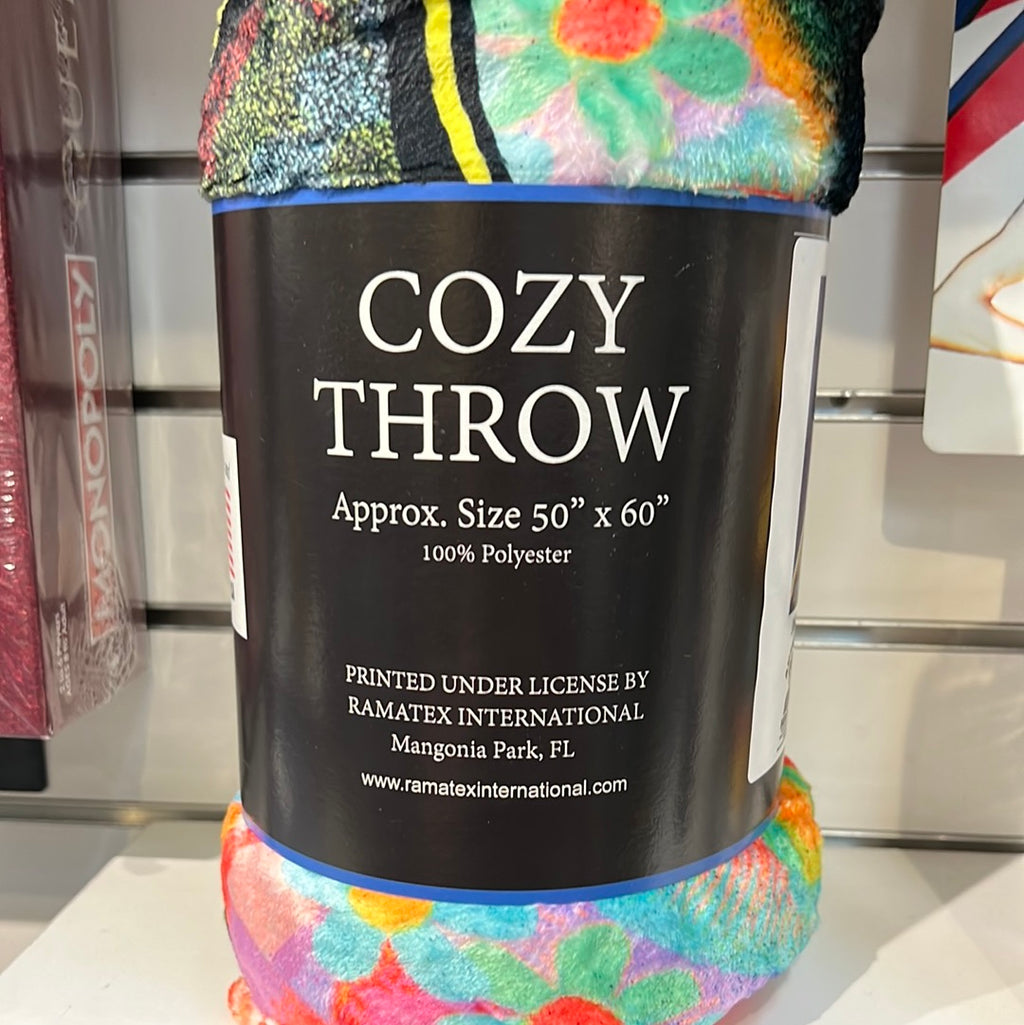 COZY
THROW
Approx. Size 50” x 60”
100% Polyester
PRINTED UNDER LICENSE BY
RAMATEX INTERNATIONAL
Mangonia Park, FL
www.ramatexinternational.com
MONOPOLY